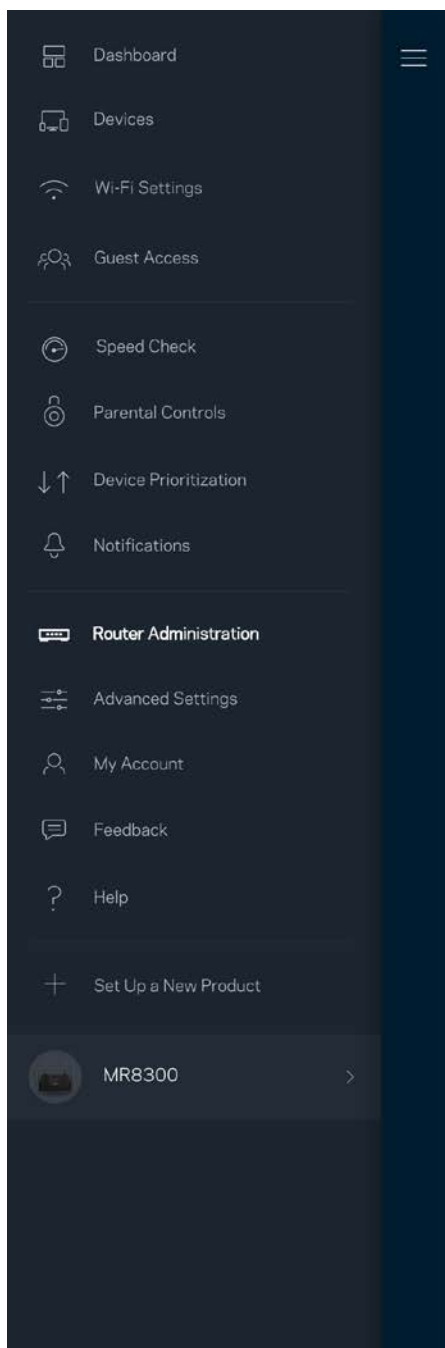 Dashboard
Devices
Wi-Fi Settings
Guest Access
Speed Check
Parental Controls
Device Prioritization
Notifications
Router Administration
Advanced Settings
My Account
Feedback
Help
Set Up a New Product
MR8300